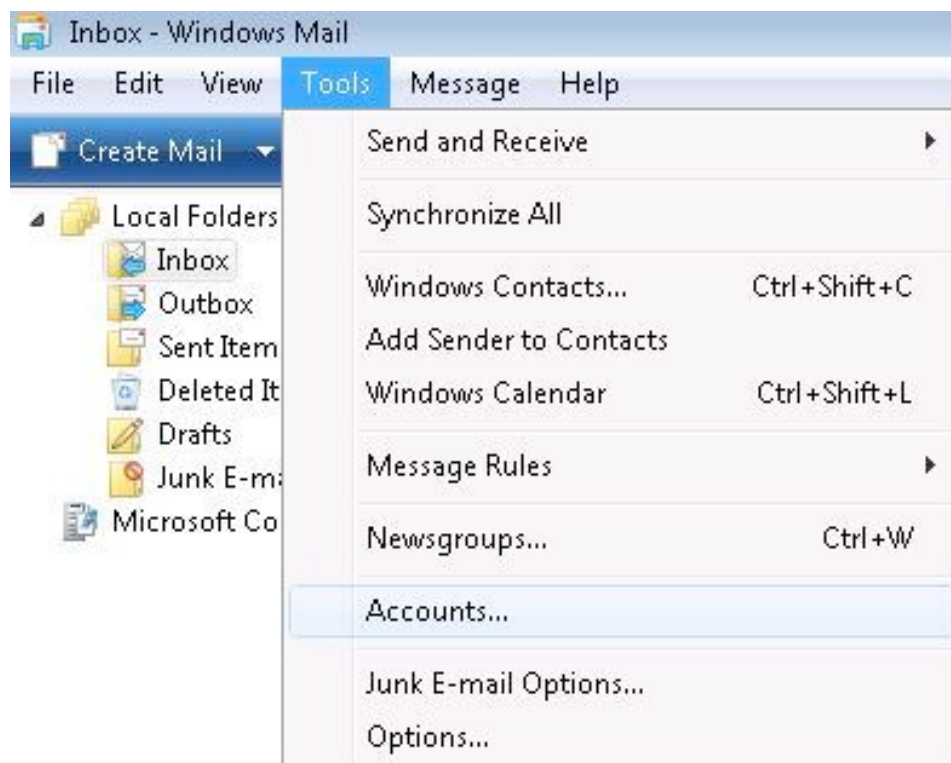 Inbox - Windows Mail
File Edit View Tools Message Help
Create Mail
Local Folders
Inbox
Outbox
Sent Item
Deleted It
Drafts
Junk E-ma
Microsoft Co
Send and Receive
Synchronize All
Windows Contacts... Ctrl+Shift+C
Add Sender to Contacts
Windows Calendar Ctrl+Shift+L
Message Rules
Newsgroups... Ctrl+W
Accounts...
Junk E-mail Options...
Options...